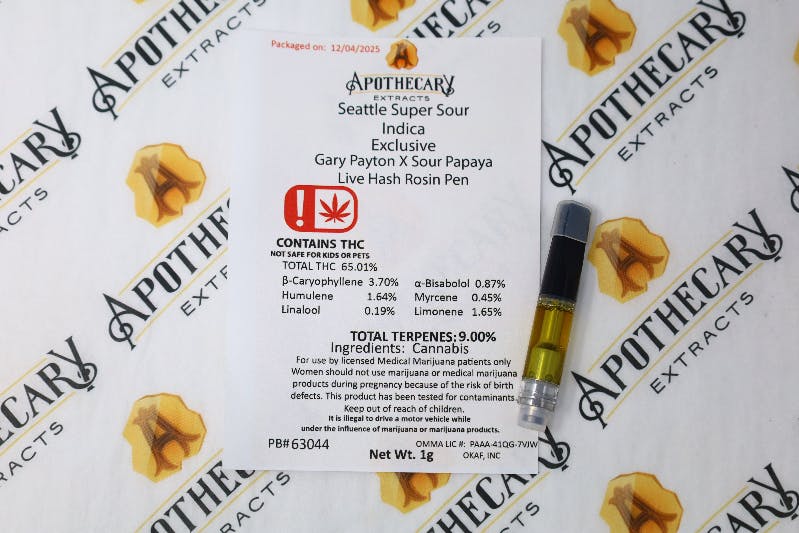 Packaged on: 12/04/2025
APOTHECARY
EXTRACTS
Seattle Super Sour
Indica
Exclusive
Gary Payton X Sour Papaya
Live Hash Rosin Pen
!
CONTAINS THC
NOT SAFE FOR KIDS OR PETS
TOTAL THC 65.01%
β-Caryophyllene 3.70% α-Bisabolol 0.87%
Humulene 1.64% Myrcene 0.45%
Linalool 0.19% Limonene 1.65%
TOTAL TERPENES: 9.00%
Ingredients: Cannabis
For use by licensed Medical Marijuana patients only
Women should not use marijuana or medical marijuana
products during pregnancy because of the risk of birth
defects. This product has been tested for contaminants.
Keep out of reach of children.
It is illegal to drive a motor vehicle while
under the influence of marijuana or marijuana products.
PB#63044 OMMA LIC #: PAAA-41QG-7VJW
Net Wt. 1g OKAF, INC
APOTHECARY
EXTRACTS
APOTHECARY
EXTRACTS
APOTHECARY
EXTRACTS
APOTHECARY
EXTRACTS